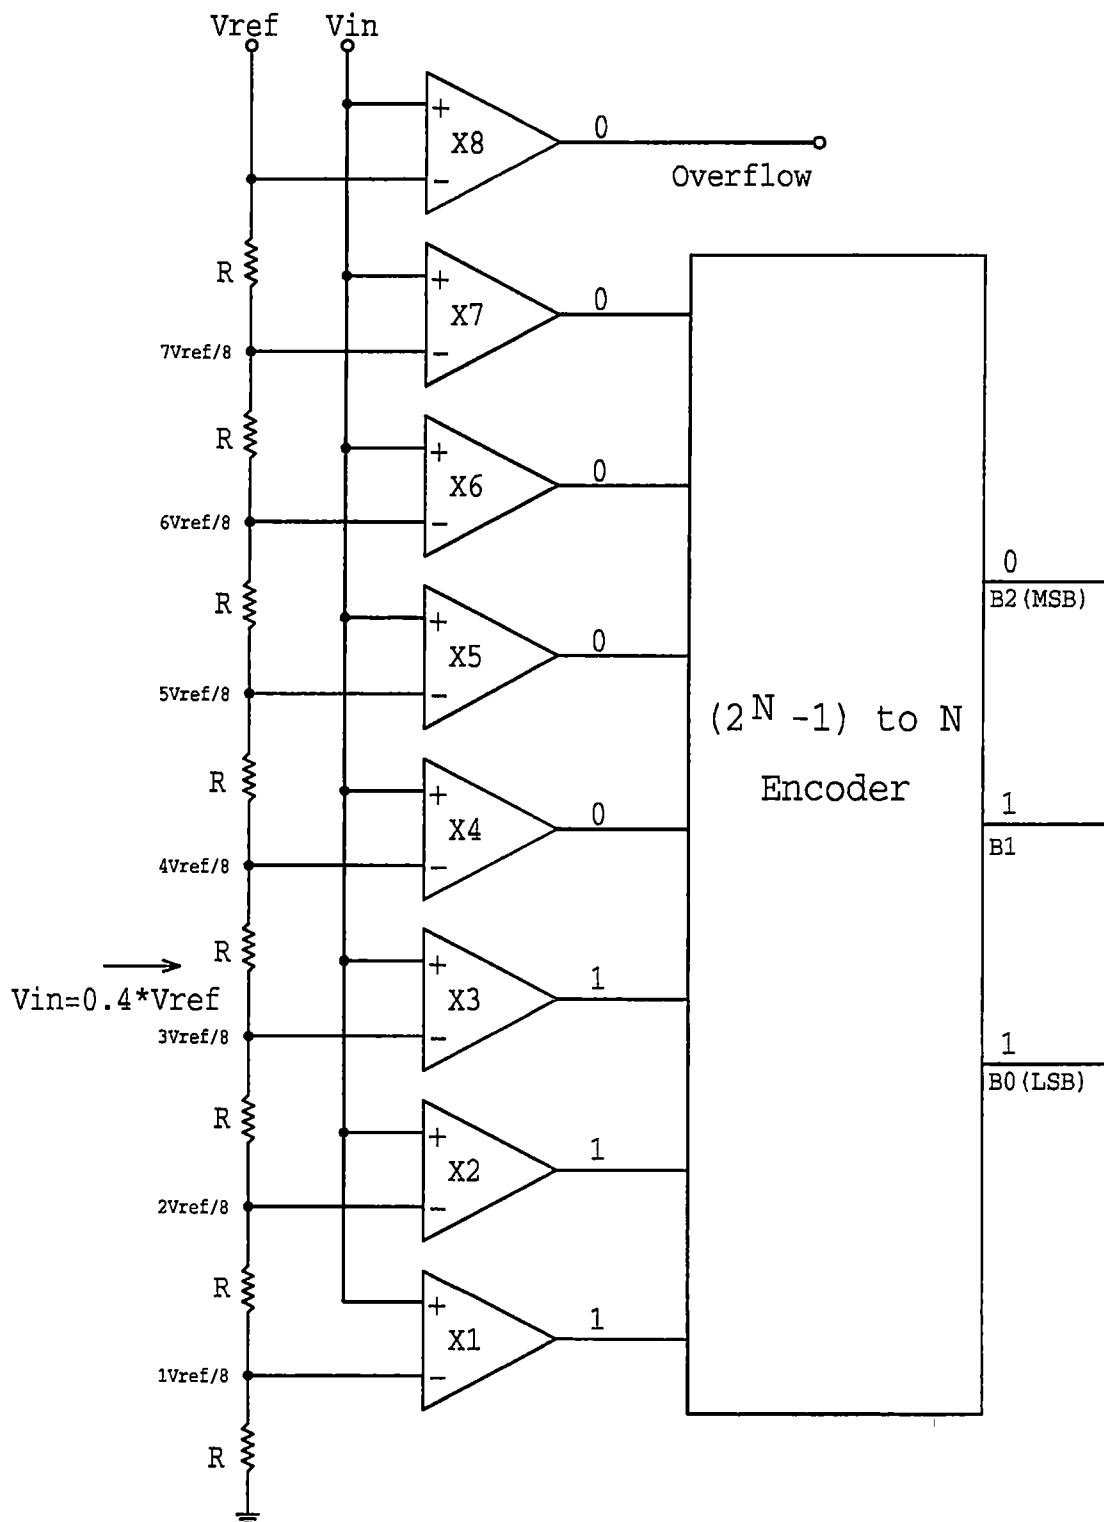 Vref Vin
+
X8
-
0
Overflow
R
+
X7
-
0
7Vref/8
R
+
X6
-
0
6Vref/8
0
B2(MSB)
R
+
X5
-
0
5Vref/8
(2^N -1) to N
Encoder
R
+
X4
-
0
4Vref/8
1
B1
R
Vin=0.4*Vref
+
X3
-
1
3Vref/8
1
B0(LSB)
R
+
X2
-
1
2Vref/8
R
+
X1
-
1
1Vref/8
R